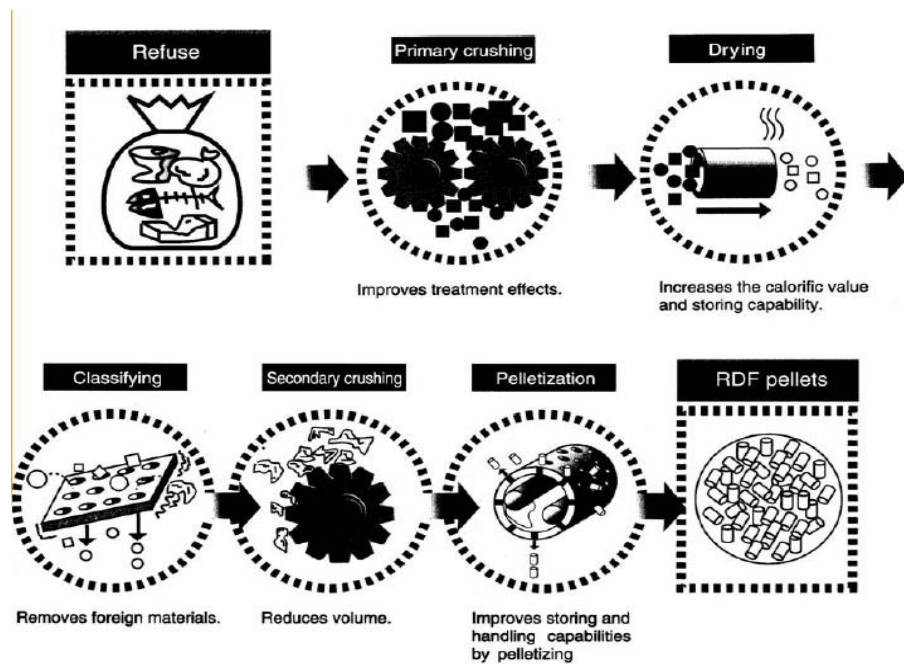 Refuse
Primary crushing
Drying
Improves treatment effects.
Increases the calorific value
and storing capability.
Classifying
Secondary crushing
Pelletization
RDF pellets
Removes foreign materials.
Reduces volume.
Improves storing and
handling capabilities
by pelletizing